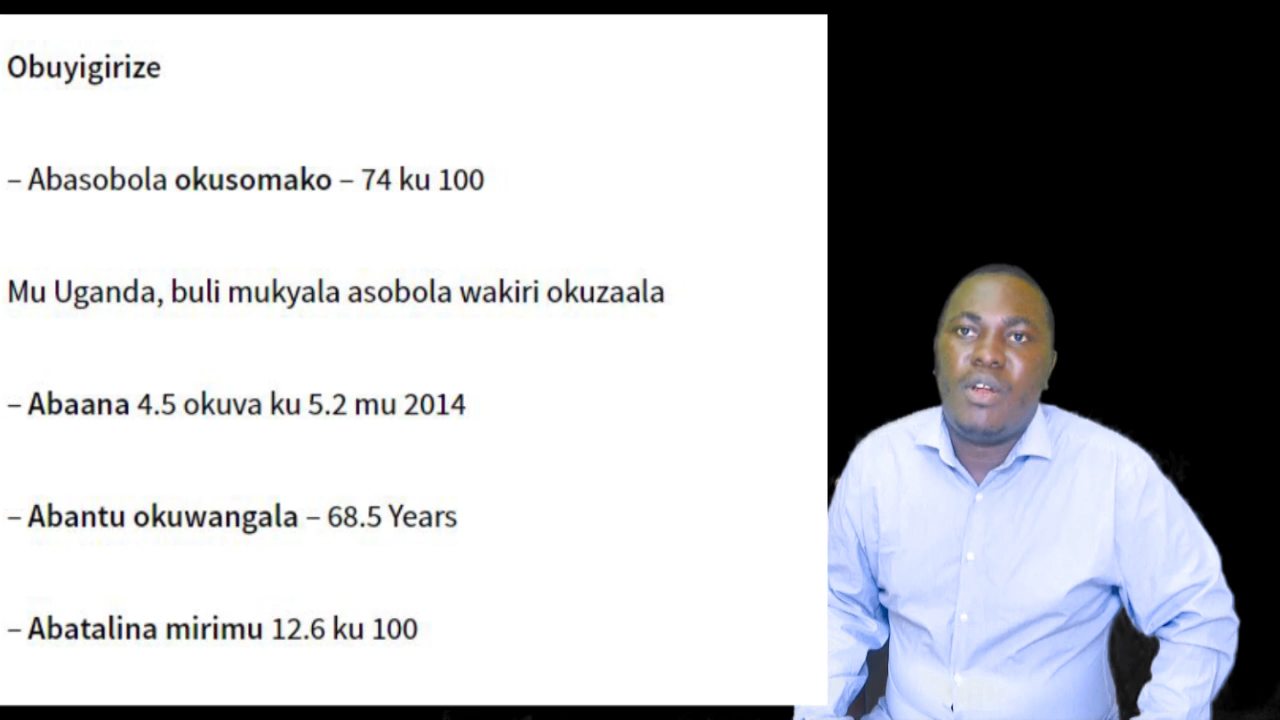 Obuyigirize
– Abasobola okusomako – 74 ku 100
Mu Uganda, buli mukyala asobola wakiri okuzaala
– Abaana 4.5 okuva ku 5.2 mu 2014
– Abantu okuwangala – 68.5 Years
– Abatalina mirimu 12.6 ku 100